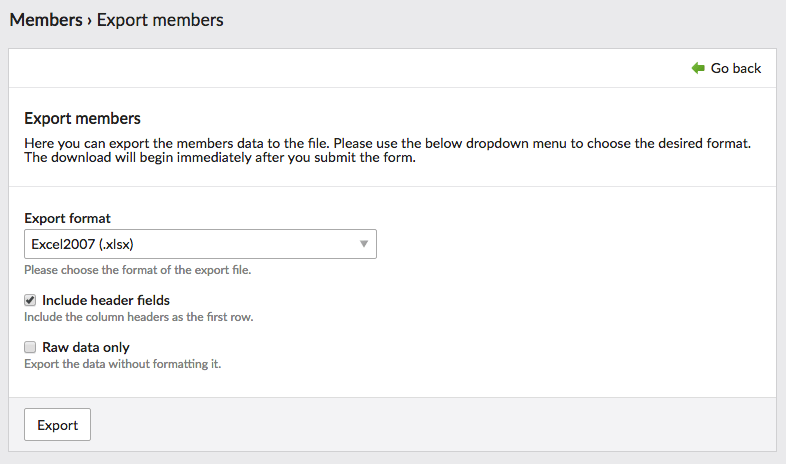 Members › Export members
Go back
Export members
Here you can export the members data to the file. Please use the below dropdown menu to choose the desired format.
The download will begin immediately after you submit the form.
Export format
Excel2007 (.xlsx)
Please choose the format of the export file.
Include header fields
Include the column headers as the first row.
Raw data only
Export the data without formatting it.
Export